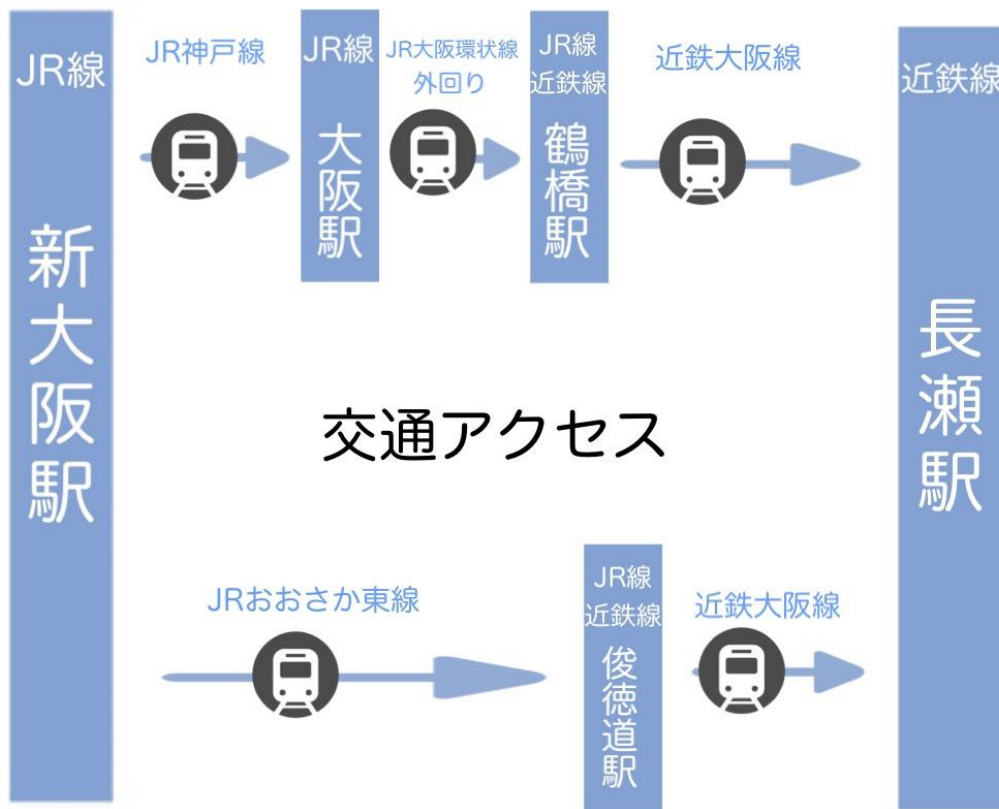 JR線
新大阪駅
JR神戸線
JR線
大阪駅
JR大阪環状線
外回り
JR線
近鉄線
鶴橋駅
近鉄大阪線
近鉄線
長瀬駅
交通アクセス
JRおおさか東線
JR線
近鉄線
俊徳道駅
近鉄大阪線